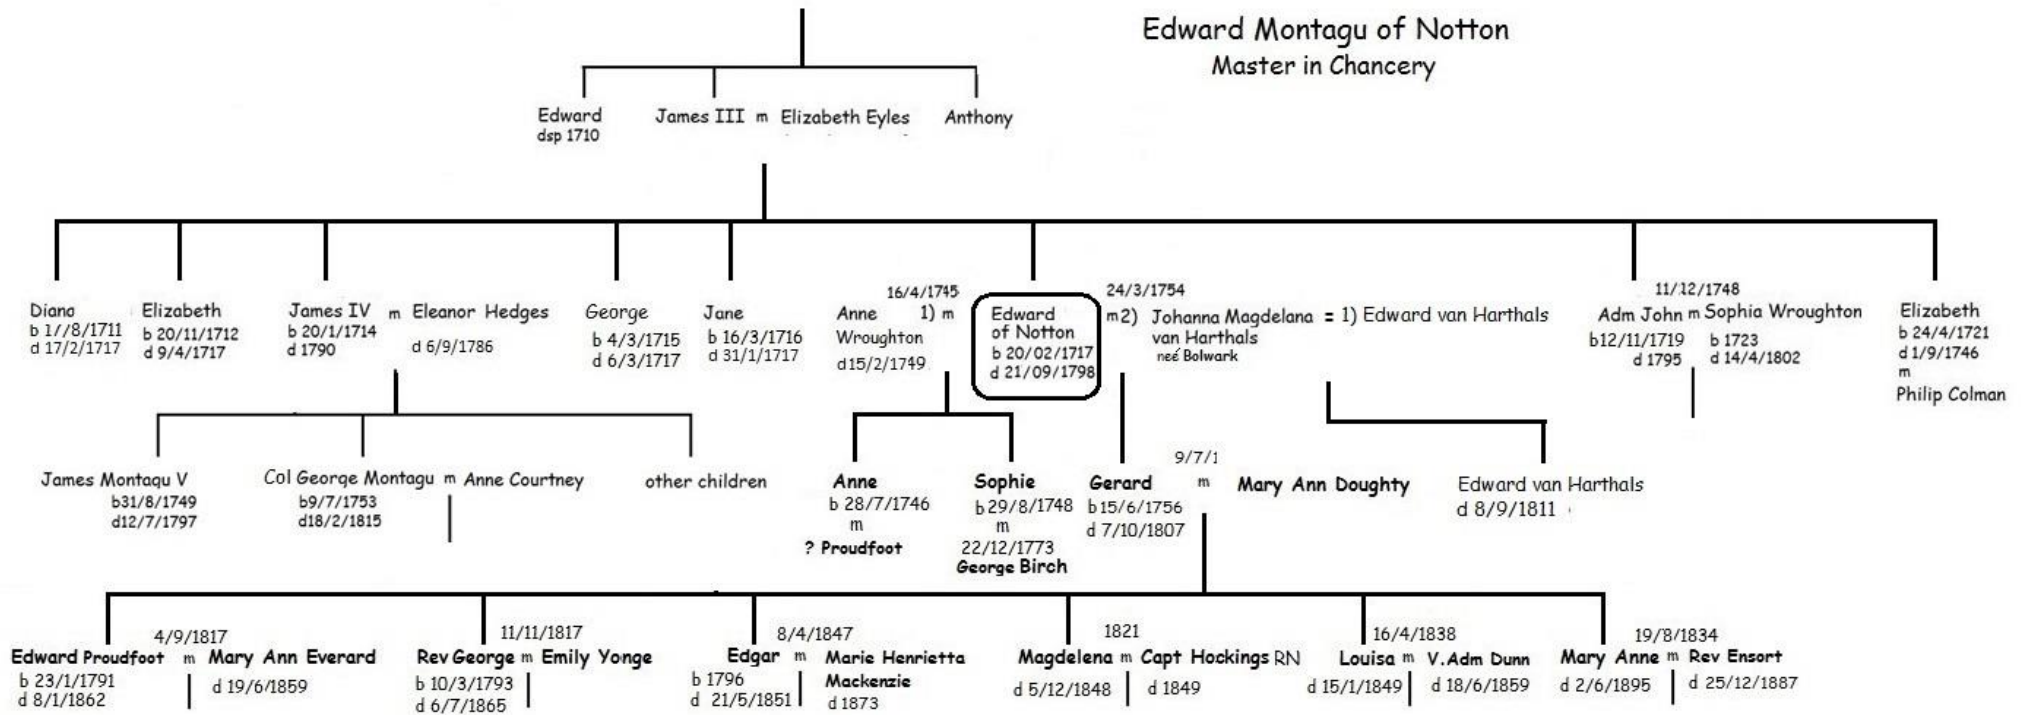 Edward Montagu of Notton
Master in Chancery
Edward
dsp 1710
James III m Elizabeth Eyles
Anthony
Diana
b 1//8/1711
d 17/2/1717
Elizabeth
b 20/11/1712
d 9/4/1717
James IV m Eleanor Hedges
b 20/1/1714
d 1790
d 6/9/1786
George
b 4/3/1715
d 6/3/1717
Jane
b 16/3/1716
d 31/1/1717
16/4/1745
Anne 1) m
Wroughton
d15/2/1749
Edward
of Notton
b 20/02/1717
d 21/09/1798
24/3/1754
m2) Johanna Magdelana = 1) Edward van Harthals
van Harthals
neé Bolwark
11/12/1748
Adm John m Sophia Wroughton
b12/11/1719
d 1795
b 1723
d 14/4/1802
Elizabeth
b 24/4/1721
d 1/9/1746
m
Philip Colman
James Montagu V
b31/8/1749
d12/7/1797
Col George Montagu m Anne Courtney
b9/7/1753
d18/2/1815
other children
Anne
b 28/7/1746
m
? Proudfoot
Sophie
b 29/8/1748
m
22/12/1773
George Birch
9/7/1
Gerard m Mary Ann Doughty
b15/6/1756
d 7/10/1807
Edward van Harthals
d 8/9/1811
4/9/1817
Edward Proudfoot m Mary Ann Everard
b 23/1/1791
d 8/1/1862
d 19/6/1859
11/11/1817
Rev George m Emily Yonge
b 10/3/1793
d 6/7/1865
8/4/1847
Edgar m Marie Henrietta
Mackenzie
b 1796
d 21/5/1851
d 1873
1821
Magdelena m Capt Hockings RN
d 5/12/1848
d 1849
16/4/1838
Louisa m V.Adm Dunn
d 15/1/1849
d 18/6/1859
19/8/1834
Mary Anne m Rev Ensort
d 2/6/1895
d 25/12/1887